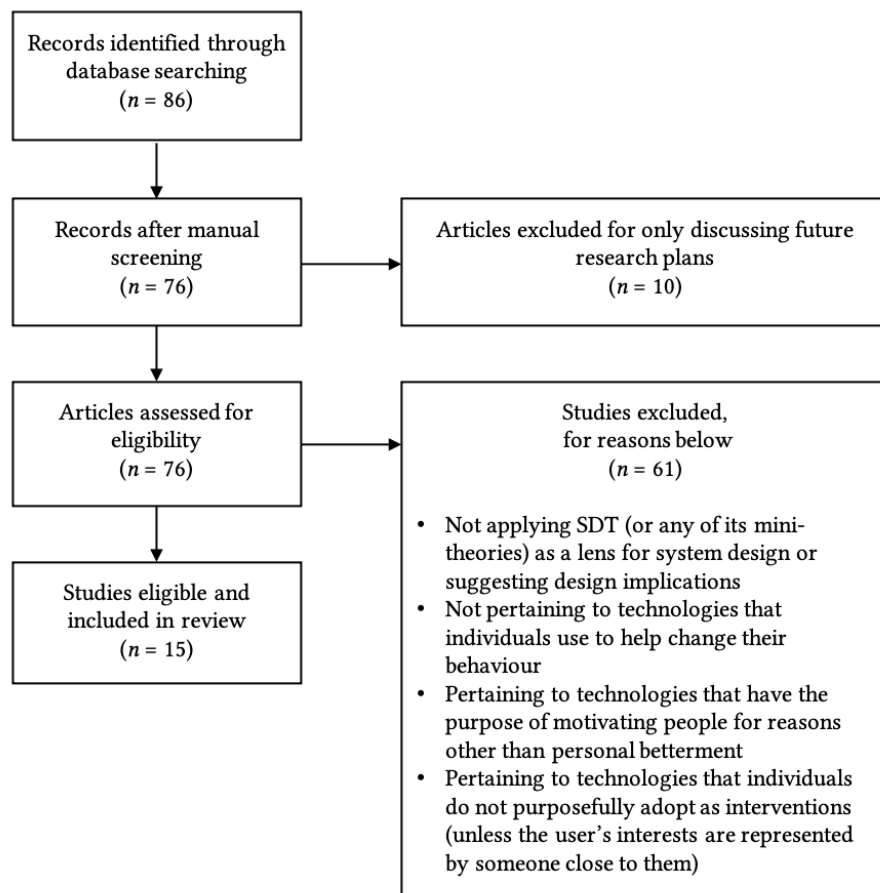 Records identified through
database searching
(n = 86)
Records after manual
screening
(n = 76)
Articles excluded for only discussing future
research plans
(n = 10)
Articles assessed for
eligibility
(n = 76)
Studies excluded,
for reasons below
(n = 61)
• Not applying SDT (or any of its mini-
theories) as a lens for system design or
suggesting design implications
• Not pertaining to technologies that
individuals use to help change their
behaviour
• Pertaining to technologies that have the
purpose of motivating people for reasons
other than personal betterment
• Pertaining to technologies that individuals
do not purposefully adopt as interventions
(unless the user's interests are represented
by someone close to them)
Studies eligible and
included in review
(n = 15)